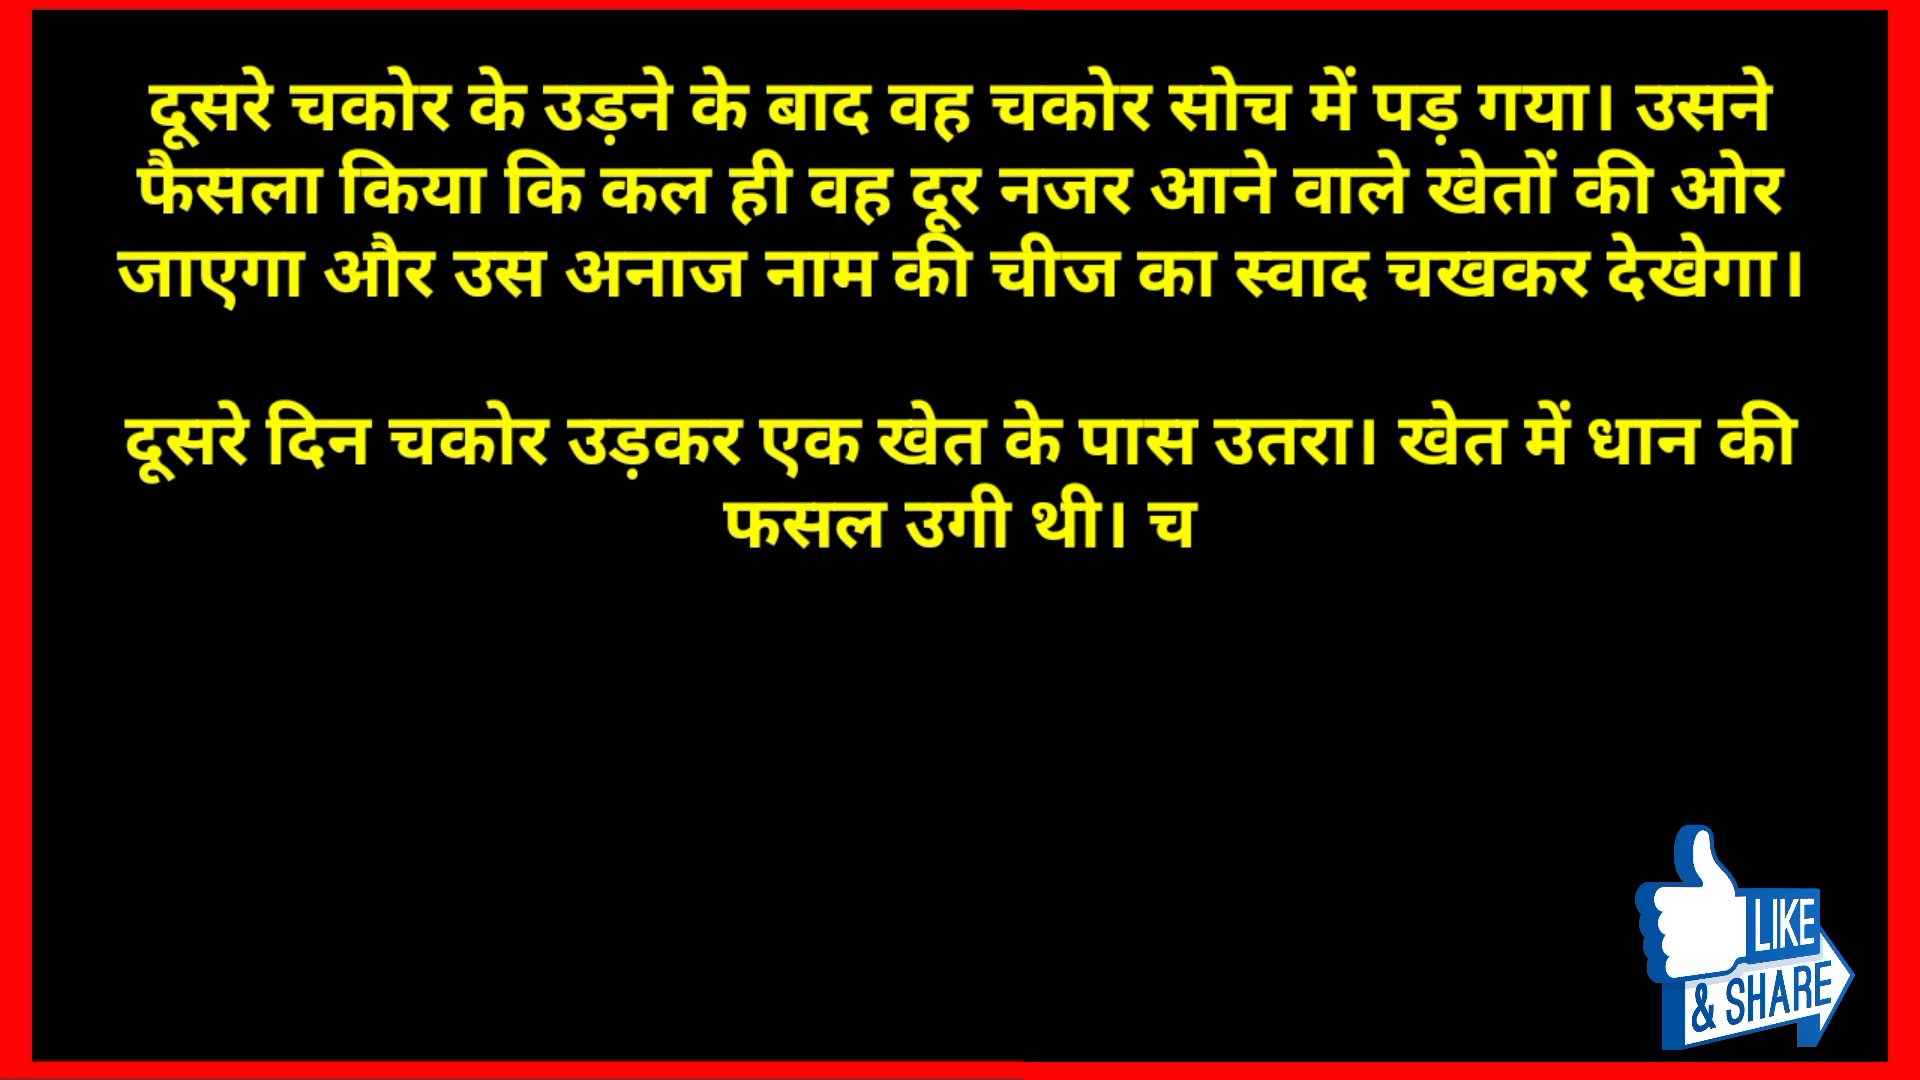 दूसरे चकोर के उड़ने के बाद वह चकोर सोच में पड़ गया। उसने
फैसला किया कि कल ही वह दूर नजर आने वाले खेतों की ओर
जाएगा और उस अनाज नाम की चीज का स्वाद चखकर देखेगा।
दूसरे दिन चकोर उड़कर एक खेत के पास उतरा। खेत में धान की
फसल उगी थी। च
LIKE
& SHARE